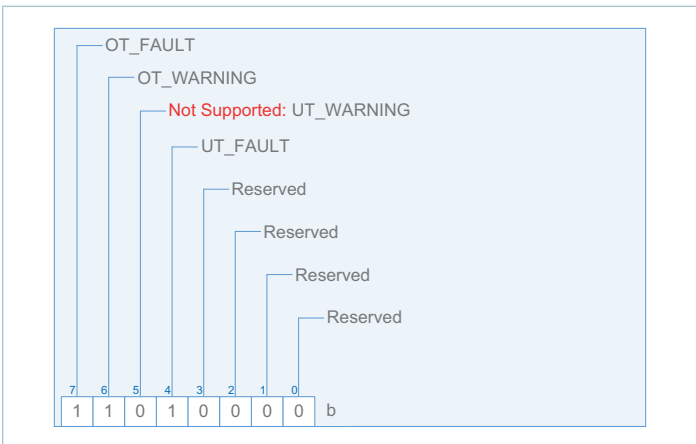 OT_FAULT
OT_WARNING
Not Supported: UT_WARNING
UT_FAULT
Reserved
Reserved
Reserved
Reserved
7 6 5 4 3 2 1 0
1 1 0 1 0 0 0 0 b